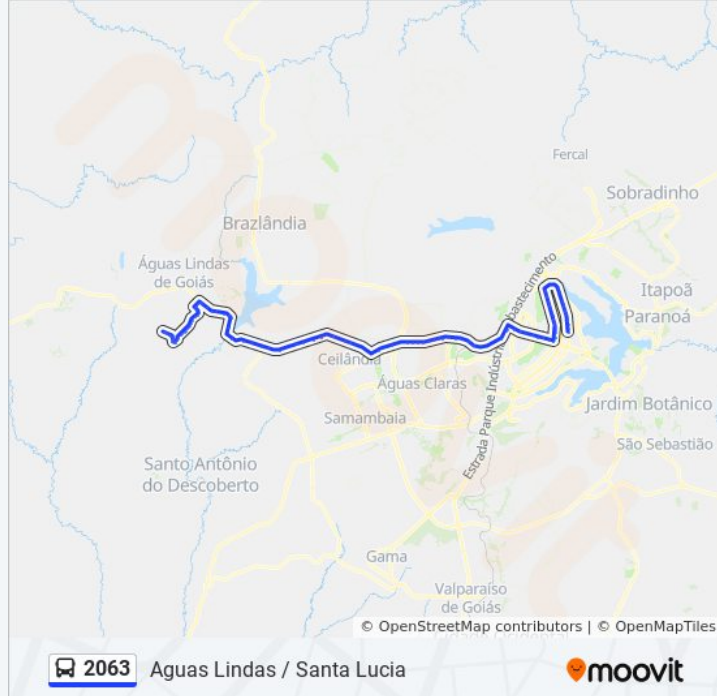 Fercal
Sobradinho
Brazlândia
Itapoã
Paranoá
Águas Lindas
de Goiás
Ceilândia
Águas Claras
Estrada Parque Indústria
bastecimento
Jardim Botânico
Samambaia
São Sebastião
Santo Antônio
do Descoberto
Gama
Valparaíso
de Goiás
© OpenStreetMap contributors | © OpenMapTiles
2063 Aguas Lindas / Santa Lucia
moovit